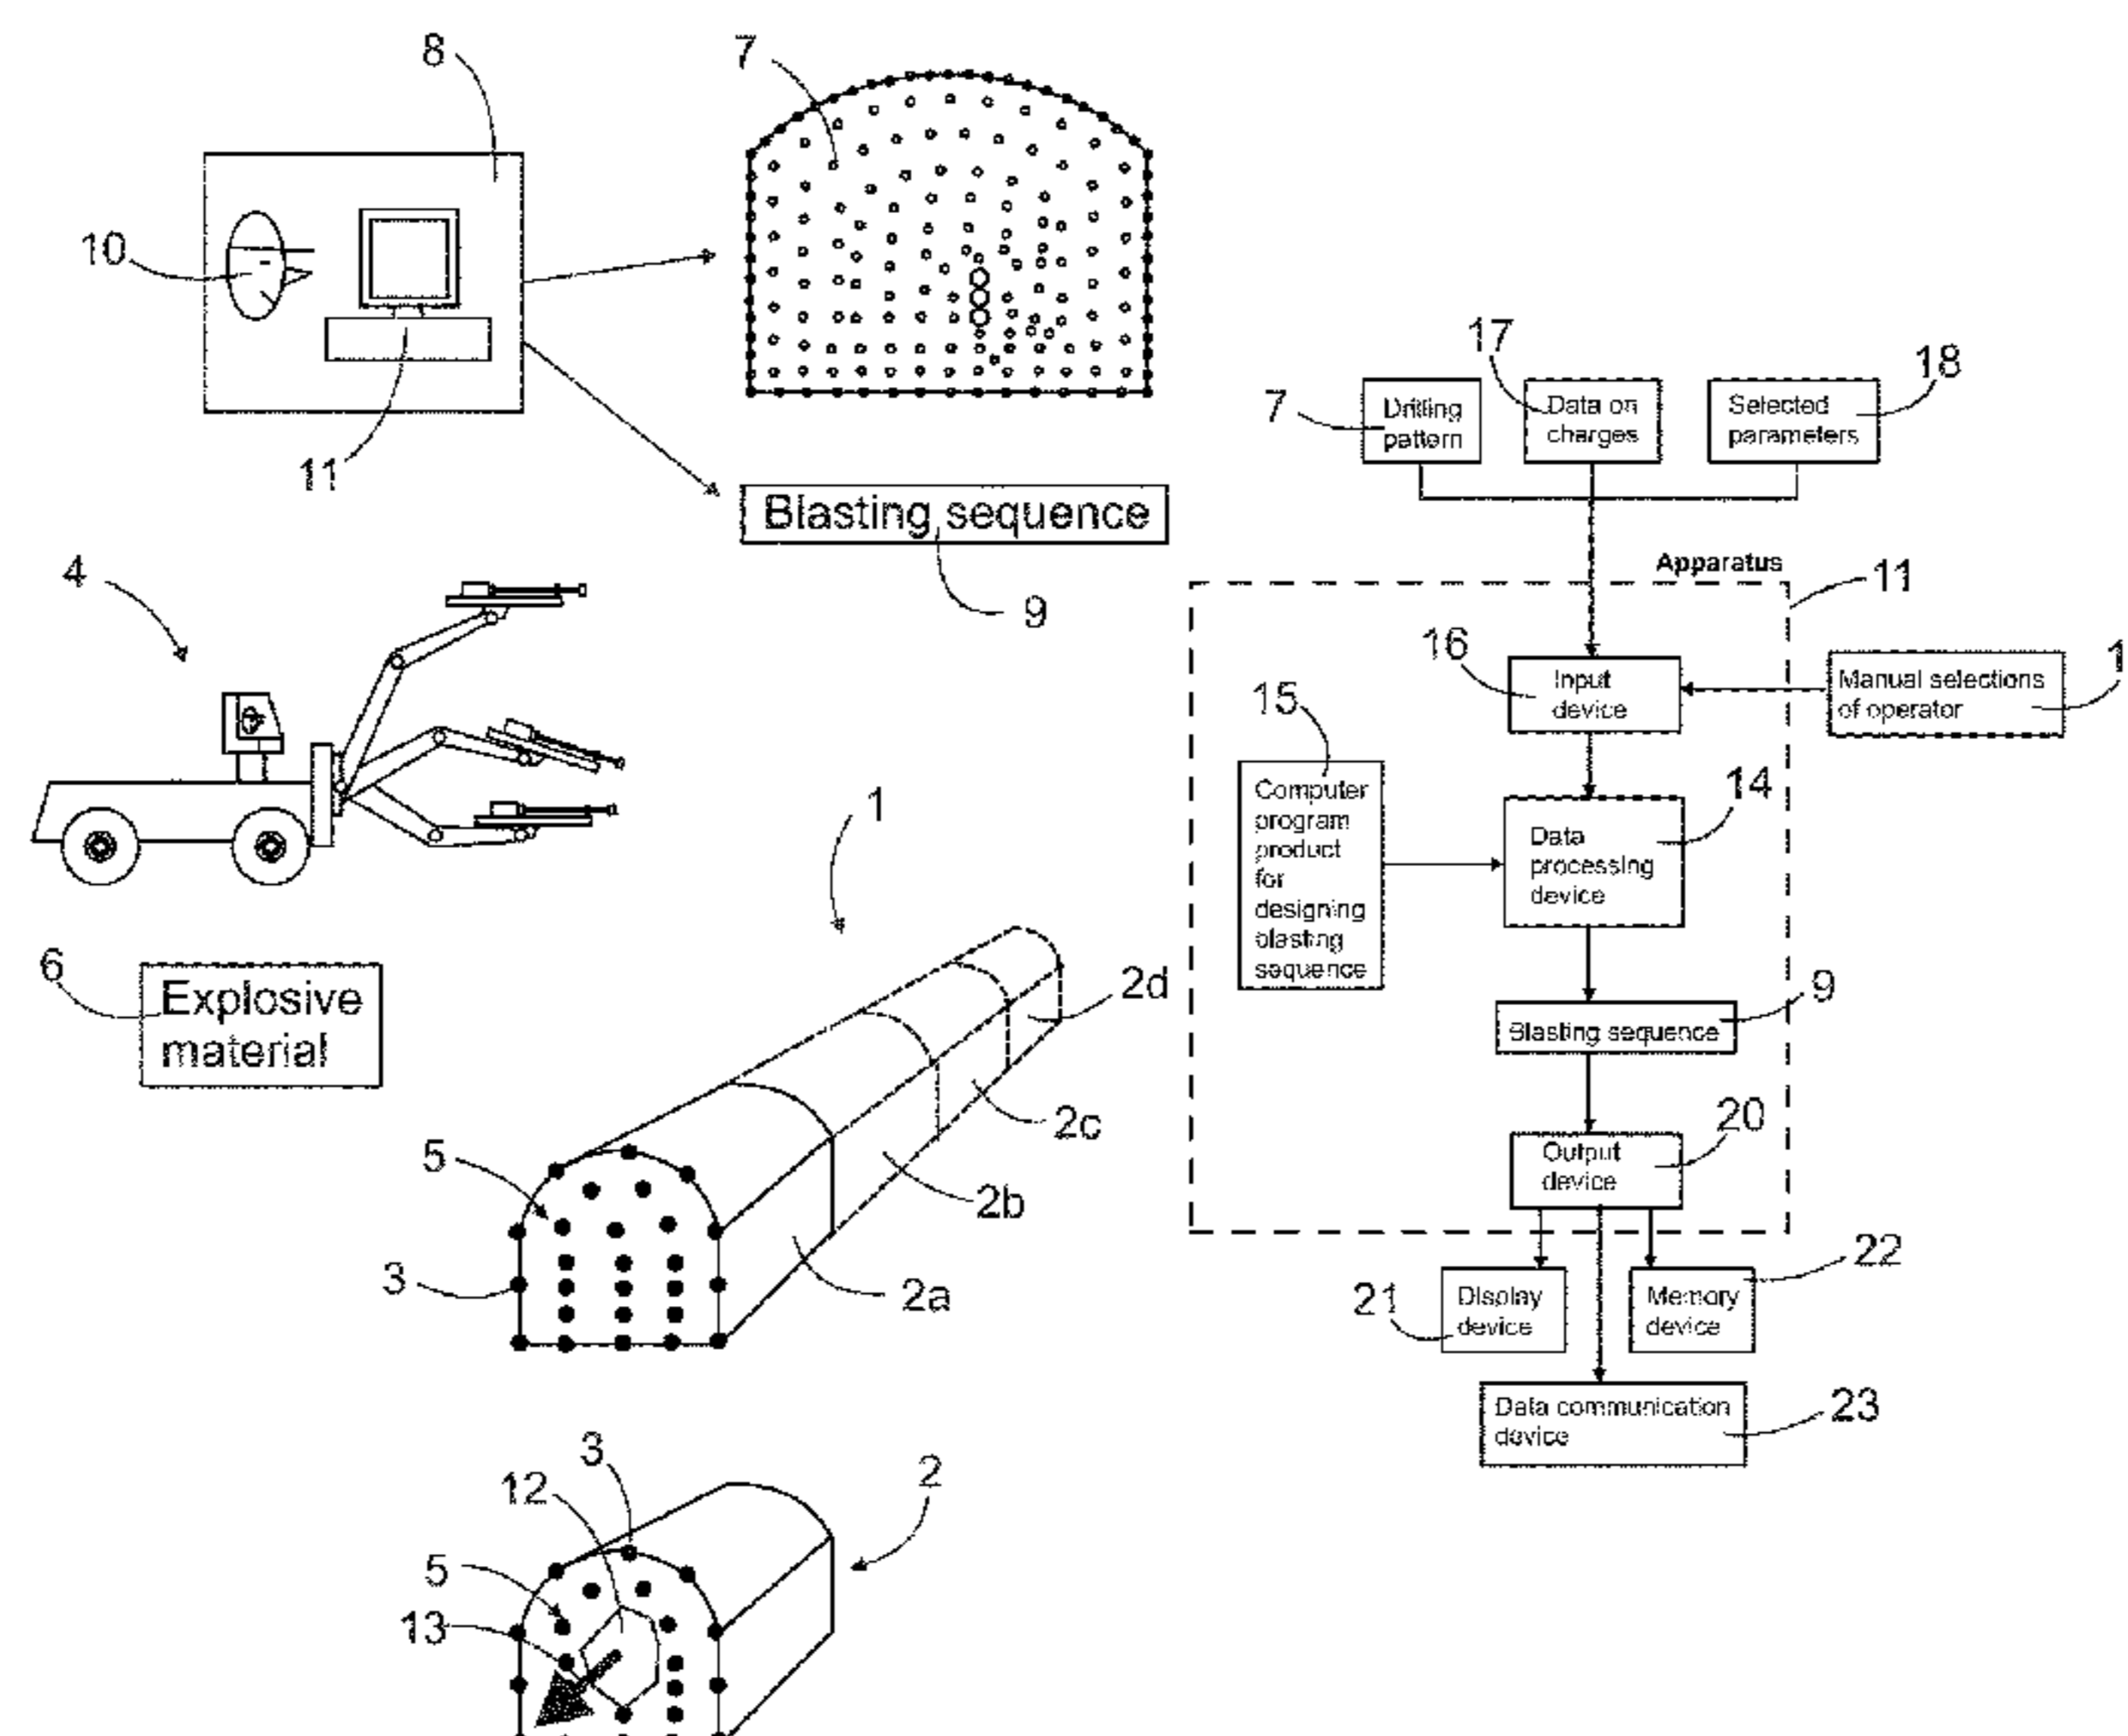 8
7
10
11
Blasting sequence
9
4
6
Explosive
material
1
2d
2c
2b
2a
5
3
3
12
2
5
13
17
18
7
Drilling
pattern
Data on
charges
Selected
parameters
Apparatus
11
16
Input
device
Manual selections
of operator
1
15
Computer
program
product
for
designing
blasting
sequence
14
Data
processing
device
9
Blasting sequence
20
Output
device
21
Display
device
22
Memory
device
Data communication
device
23